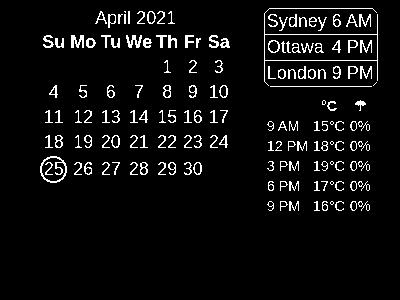 April 2021
Su Mo Tu We Th Fr Sa
1 2 3
4 5 6 7 8 9 10
11 12 13 14 15 16 17
18 19 20 21 22 23 24
25 26 27 28 29 30
Sydney 6 AM
Ottawa 4 PM
London 9 PM
°C ☂
9 AM 15°C 0%
12 PM 18°C 0%
3 PM 19°C 0%
6 PM 17°C 0%
9 PM 16°C 0%